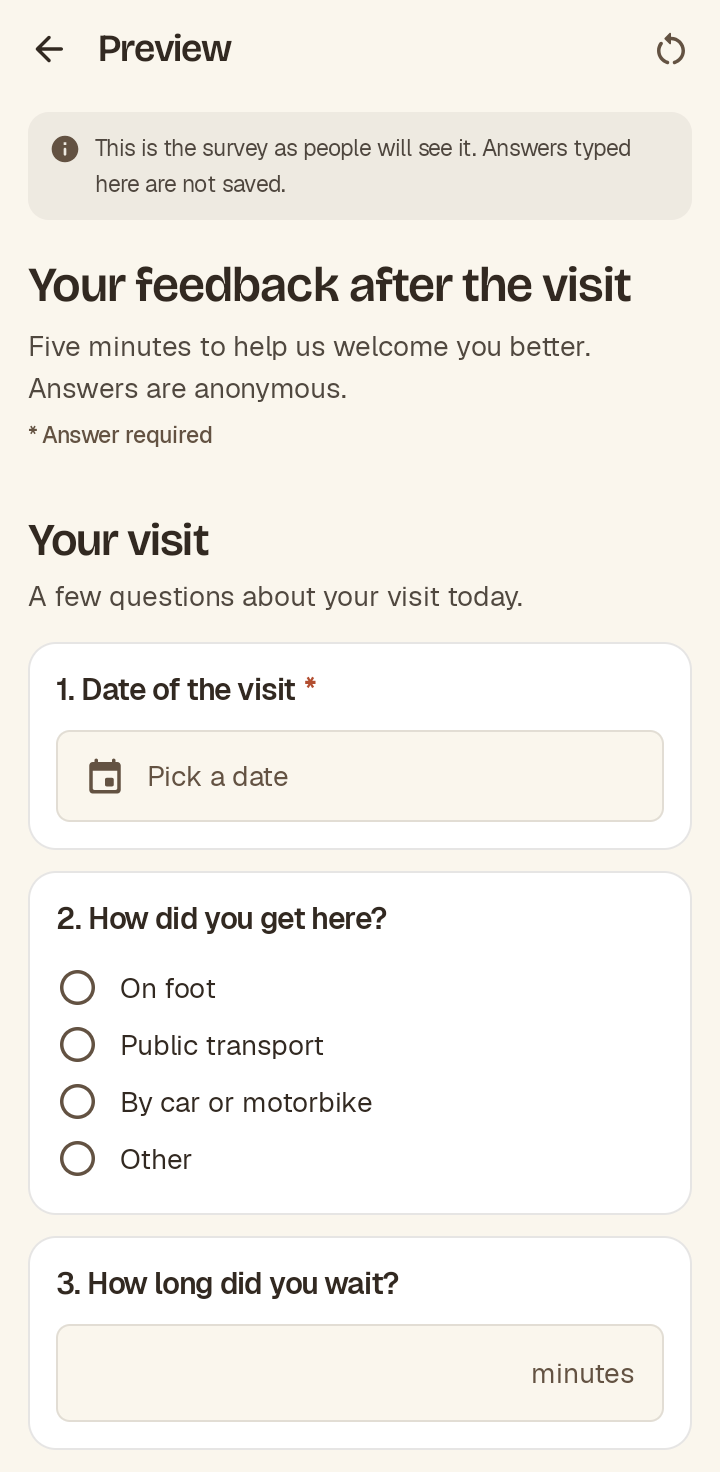 Preview
This is the survey as people will see it. Answers typed
here are not saved.
Your feedback after the visit
Five minutes to help us welcome you better.
Answers are anonymous.
* Answer required
Your visit
A few questions about your visit today.
1. Date of the visit *
Pick a date
2. How did you get here?
On foot
Public transport
By car or motorbike
Other
3. How long did you wait?
minutes